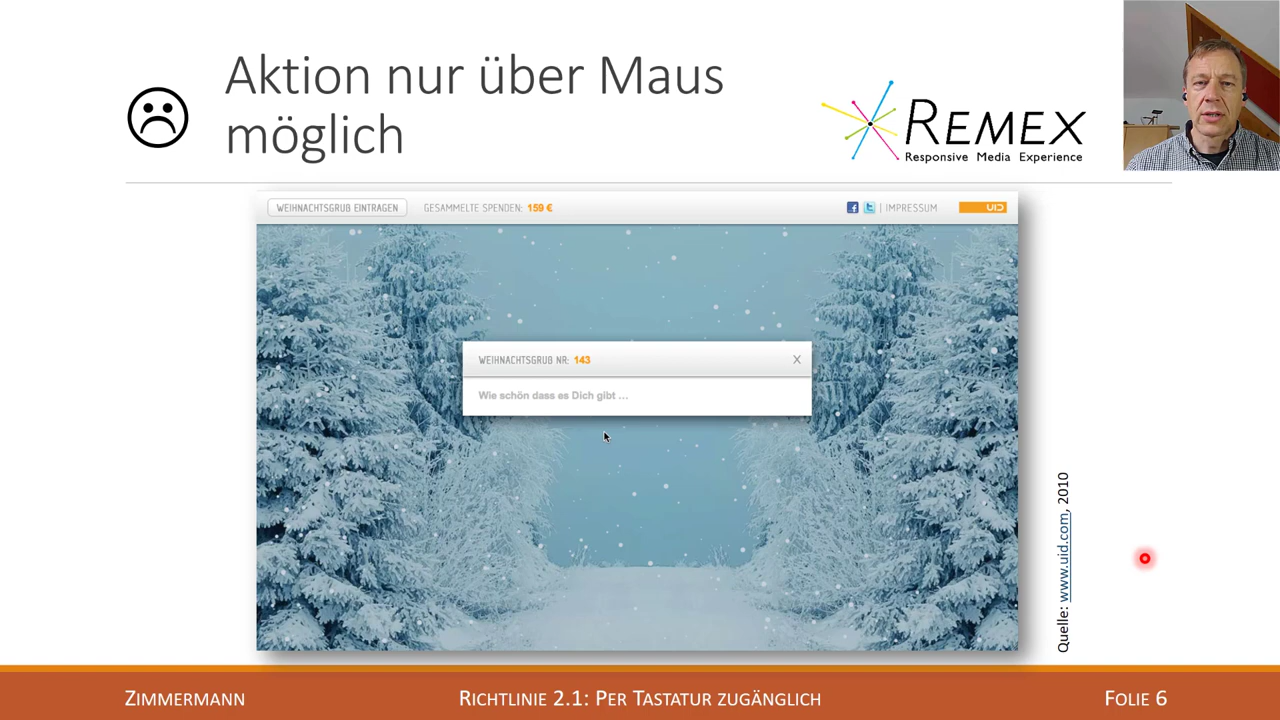 Aktion nur über Maus
möglich
REMEX
Responsive Media Experience
WEIHNACHTSGRUß EINTRAGEN
GESAMMELTE SPENDEN: 159 €
| IMPRESSUM
UID
WEIHNACHTSGRUß NR: 143
X
Wie schön dass es Dich gibt ...
Quelle: www.uid.com, 2010
ZIMMERMANN
RICHTLINIE 2.1: PER TASTATUR ZUGÄNGLICH
FOLIE 6